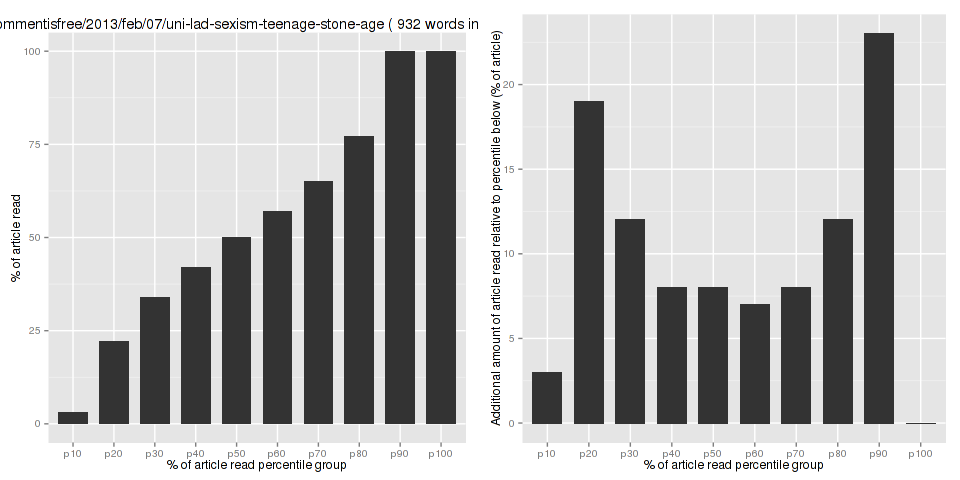 ommentisfree/2013/feb/07/uni-lad-sexism-teenage-stone-age ( 932 words in
% of article read
100
75
50
25
0
p10 p20 p30 p40 p50 p60 p70 p80 p90 p100
% of article read percentile group
Additional amount of article read relative to percentile below (% of article)
20
15
10
5
0
p10 p20 p30 p40 p50 p60 p70 p80 p90 p100
% of article read percentile group